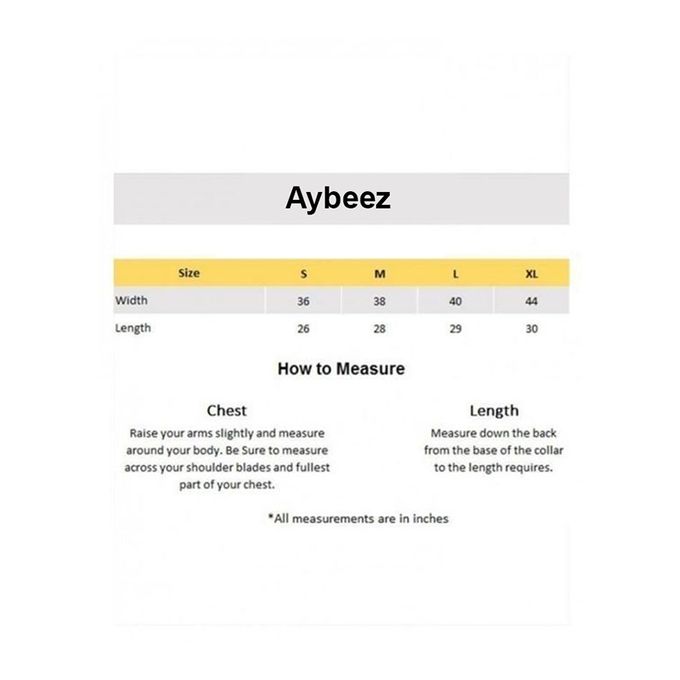 Aybeez
Size S M L XL
Width 36 38 40 44
Length 26 28 29 30
How to Measure
Chest
Raise your arms slightly and measure
around your body. Be Sure to measure
across your shoulder blades and fullest
part of your chest.
Length
Measure down the back
from the base of the collar
to the length requires.
*All measurements are in inches